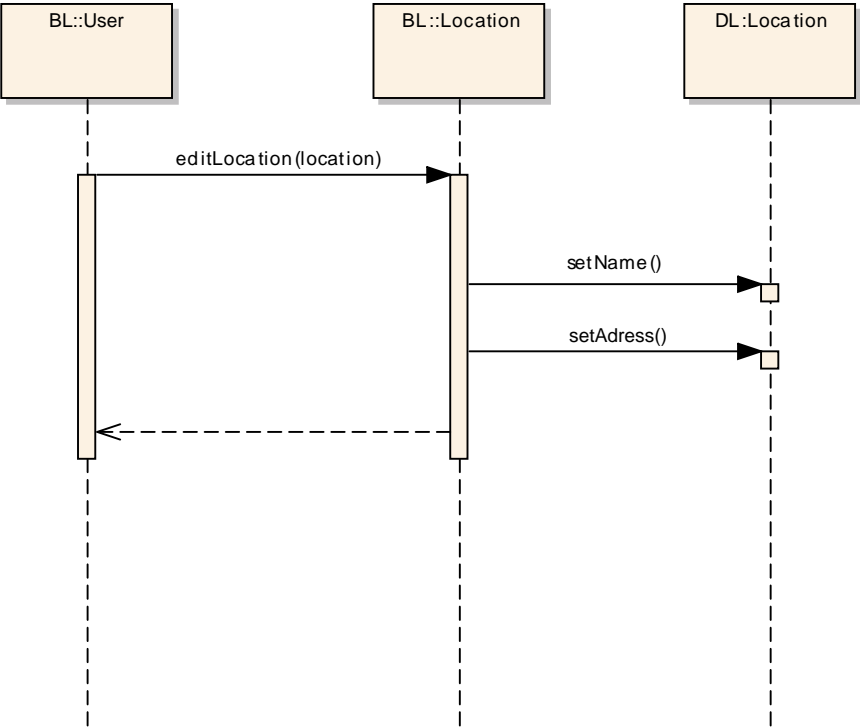 BL::User
BL::Location
DL:Location
editLocation(location)
setName()
setAdress()